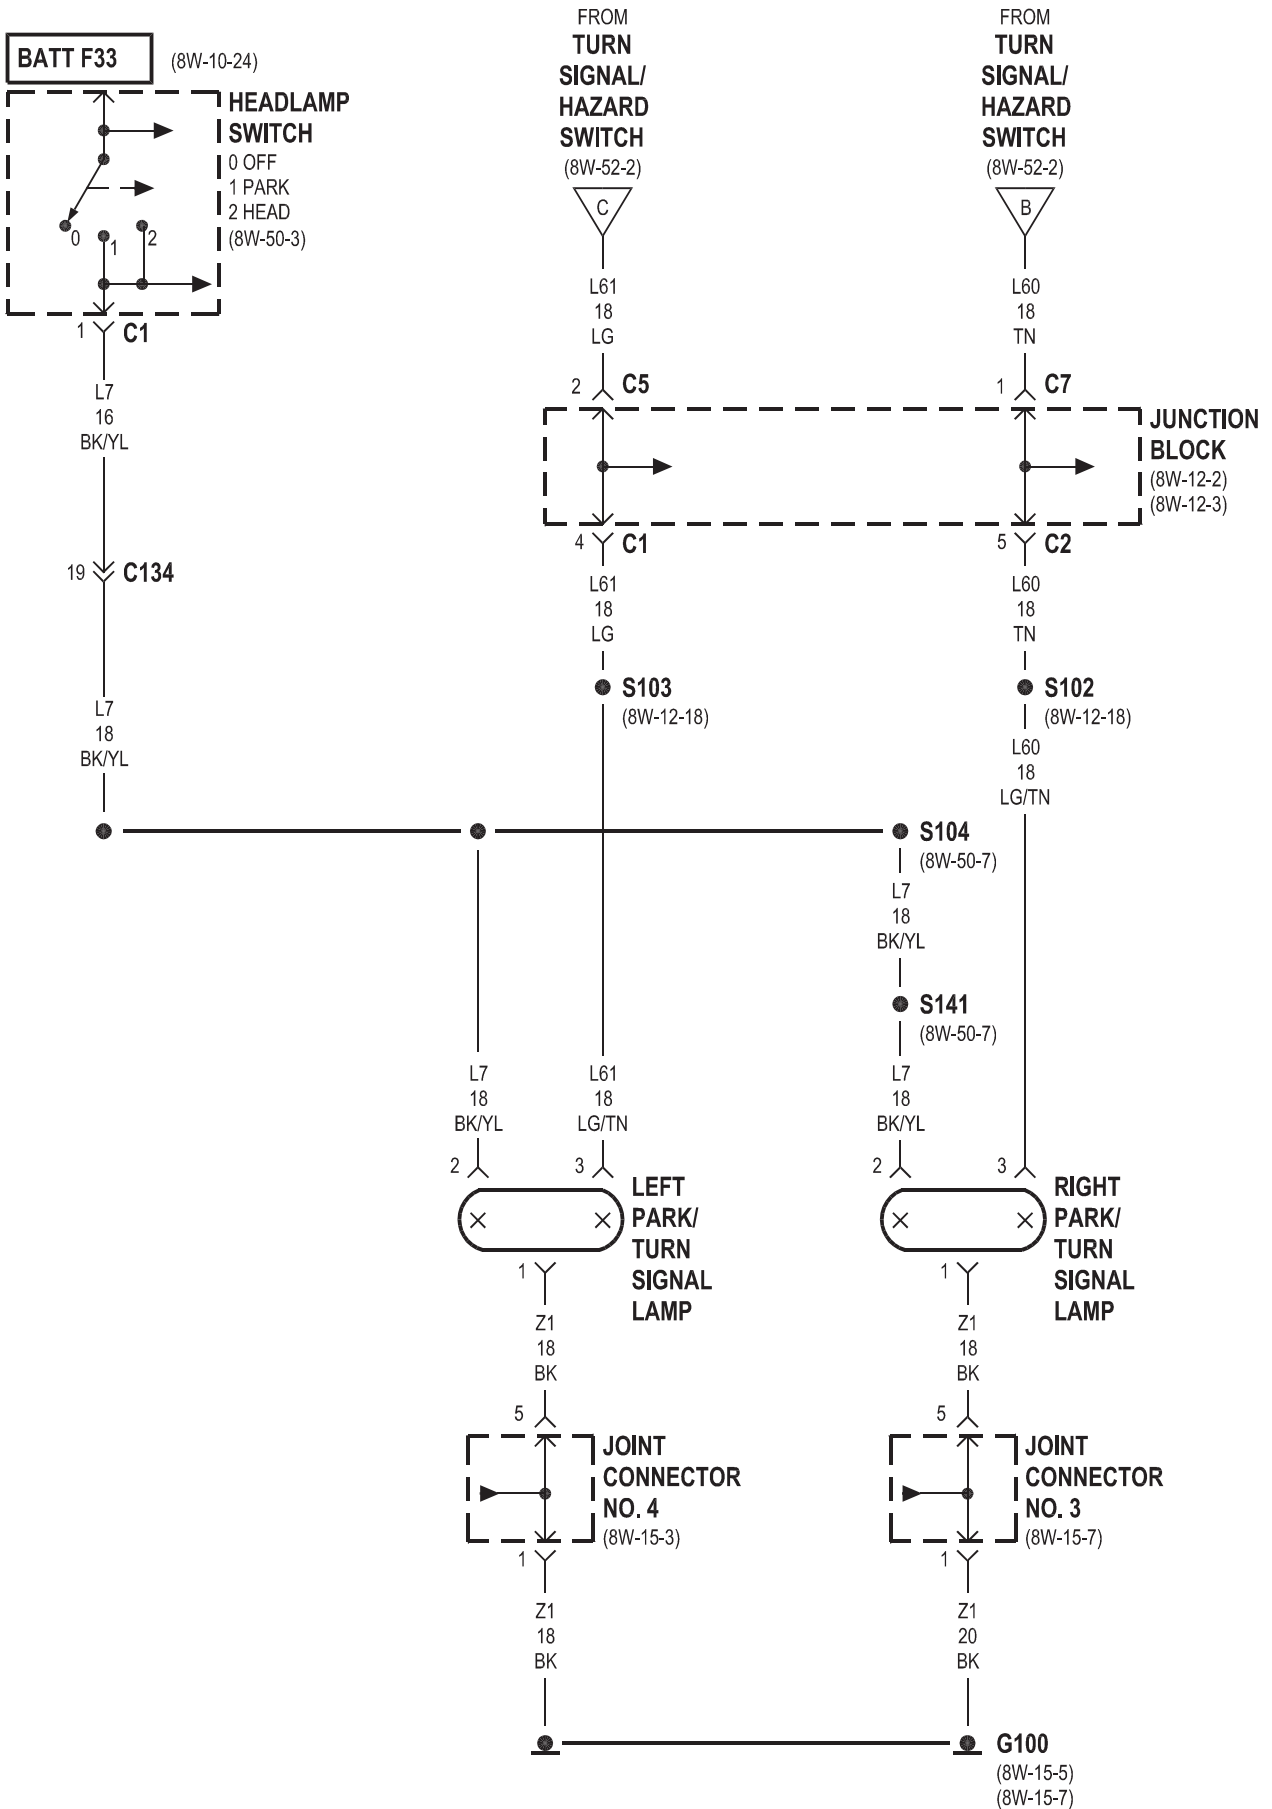 BATT F33
(8W-10-24)
HEADLAMP
SWITCH
0 OFF
1 PARK
2 HEAD
(8W-50-3)
0
1
2
1
C1
L7
16
BK/YL
19
C134
L7
18
BK/YL
FROM
TURN
SIGNAL/
HAZARD
SWITCH
(8W-52-2)
C
L61
18
LG
2
C5
FROM
TURN
SIGNAL/
HAZARD
SWITCH
(8W-52-2)
B
L60
18
TN
1
C7
JUNCTION
BLOCK
(8W-12-2)
(8W-12-3)
4
C1
L61
18
LG
S103
(8W-12-18)
5
C2
L60
18
TN
S102
(8W-12-18)
L60
18
LG/TN
S104
(8W-50-7)
L7
18
BK/YL
S141
(8W-50-7)
L7
18
BK/YL
L61
18
LG/TN
L7
18
BK/YL
2
3
LEFT
PARK/
TURN
SIGNAL
LAMP
2
3
RIGHT
PARK/
TURN
SIGNAL
LAMP
1
Z1
18
BK
5
JOINT
CONNECTOR
NO. 4
(8W-15-3)
1
Z1
18
BK
1
Z1
18
BK
5
JOINT
CONNECTOR
NO. 3
(8W-15-7)
1
Z1
20
BK
G100
(8W-15-5)
(8W-15-7)